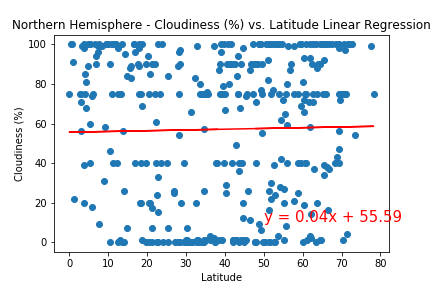 Northern Hemisphere - Cloudiness (%) vs. Latitude Linear Regression
100
80
60
40
20
0
Cloudiness (%)
y = 0.04x + 55.59
0 10 20 30 40 50 60 70 80
Latitude